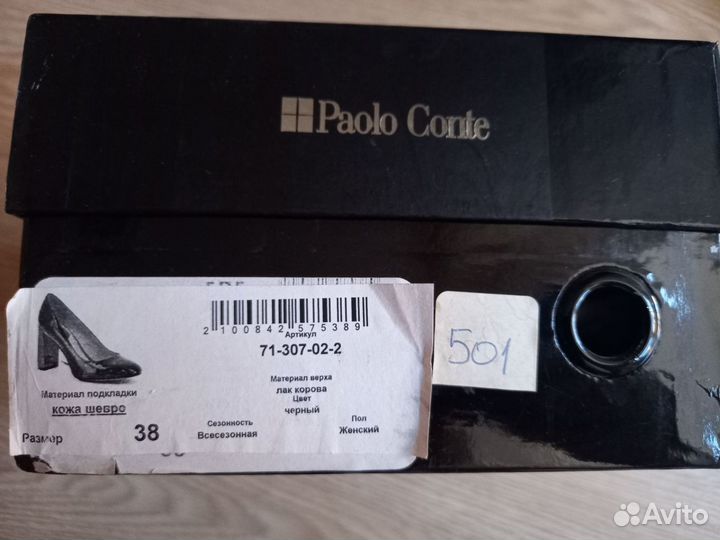 Paolo Conte
2100842575389
Артикул
71-307-02-2
501
Материал подкладки
кожа шевро
Материал верха
лак корова
Цвет
черный
Размер
38
Сезонность
Всесезонная
Пол
Женский
Avito